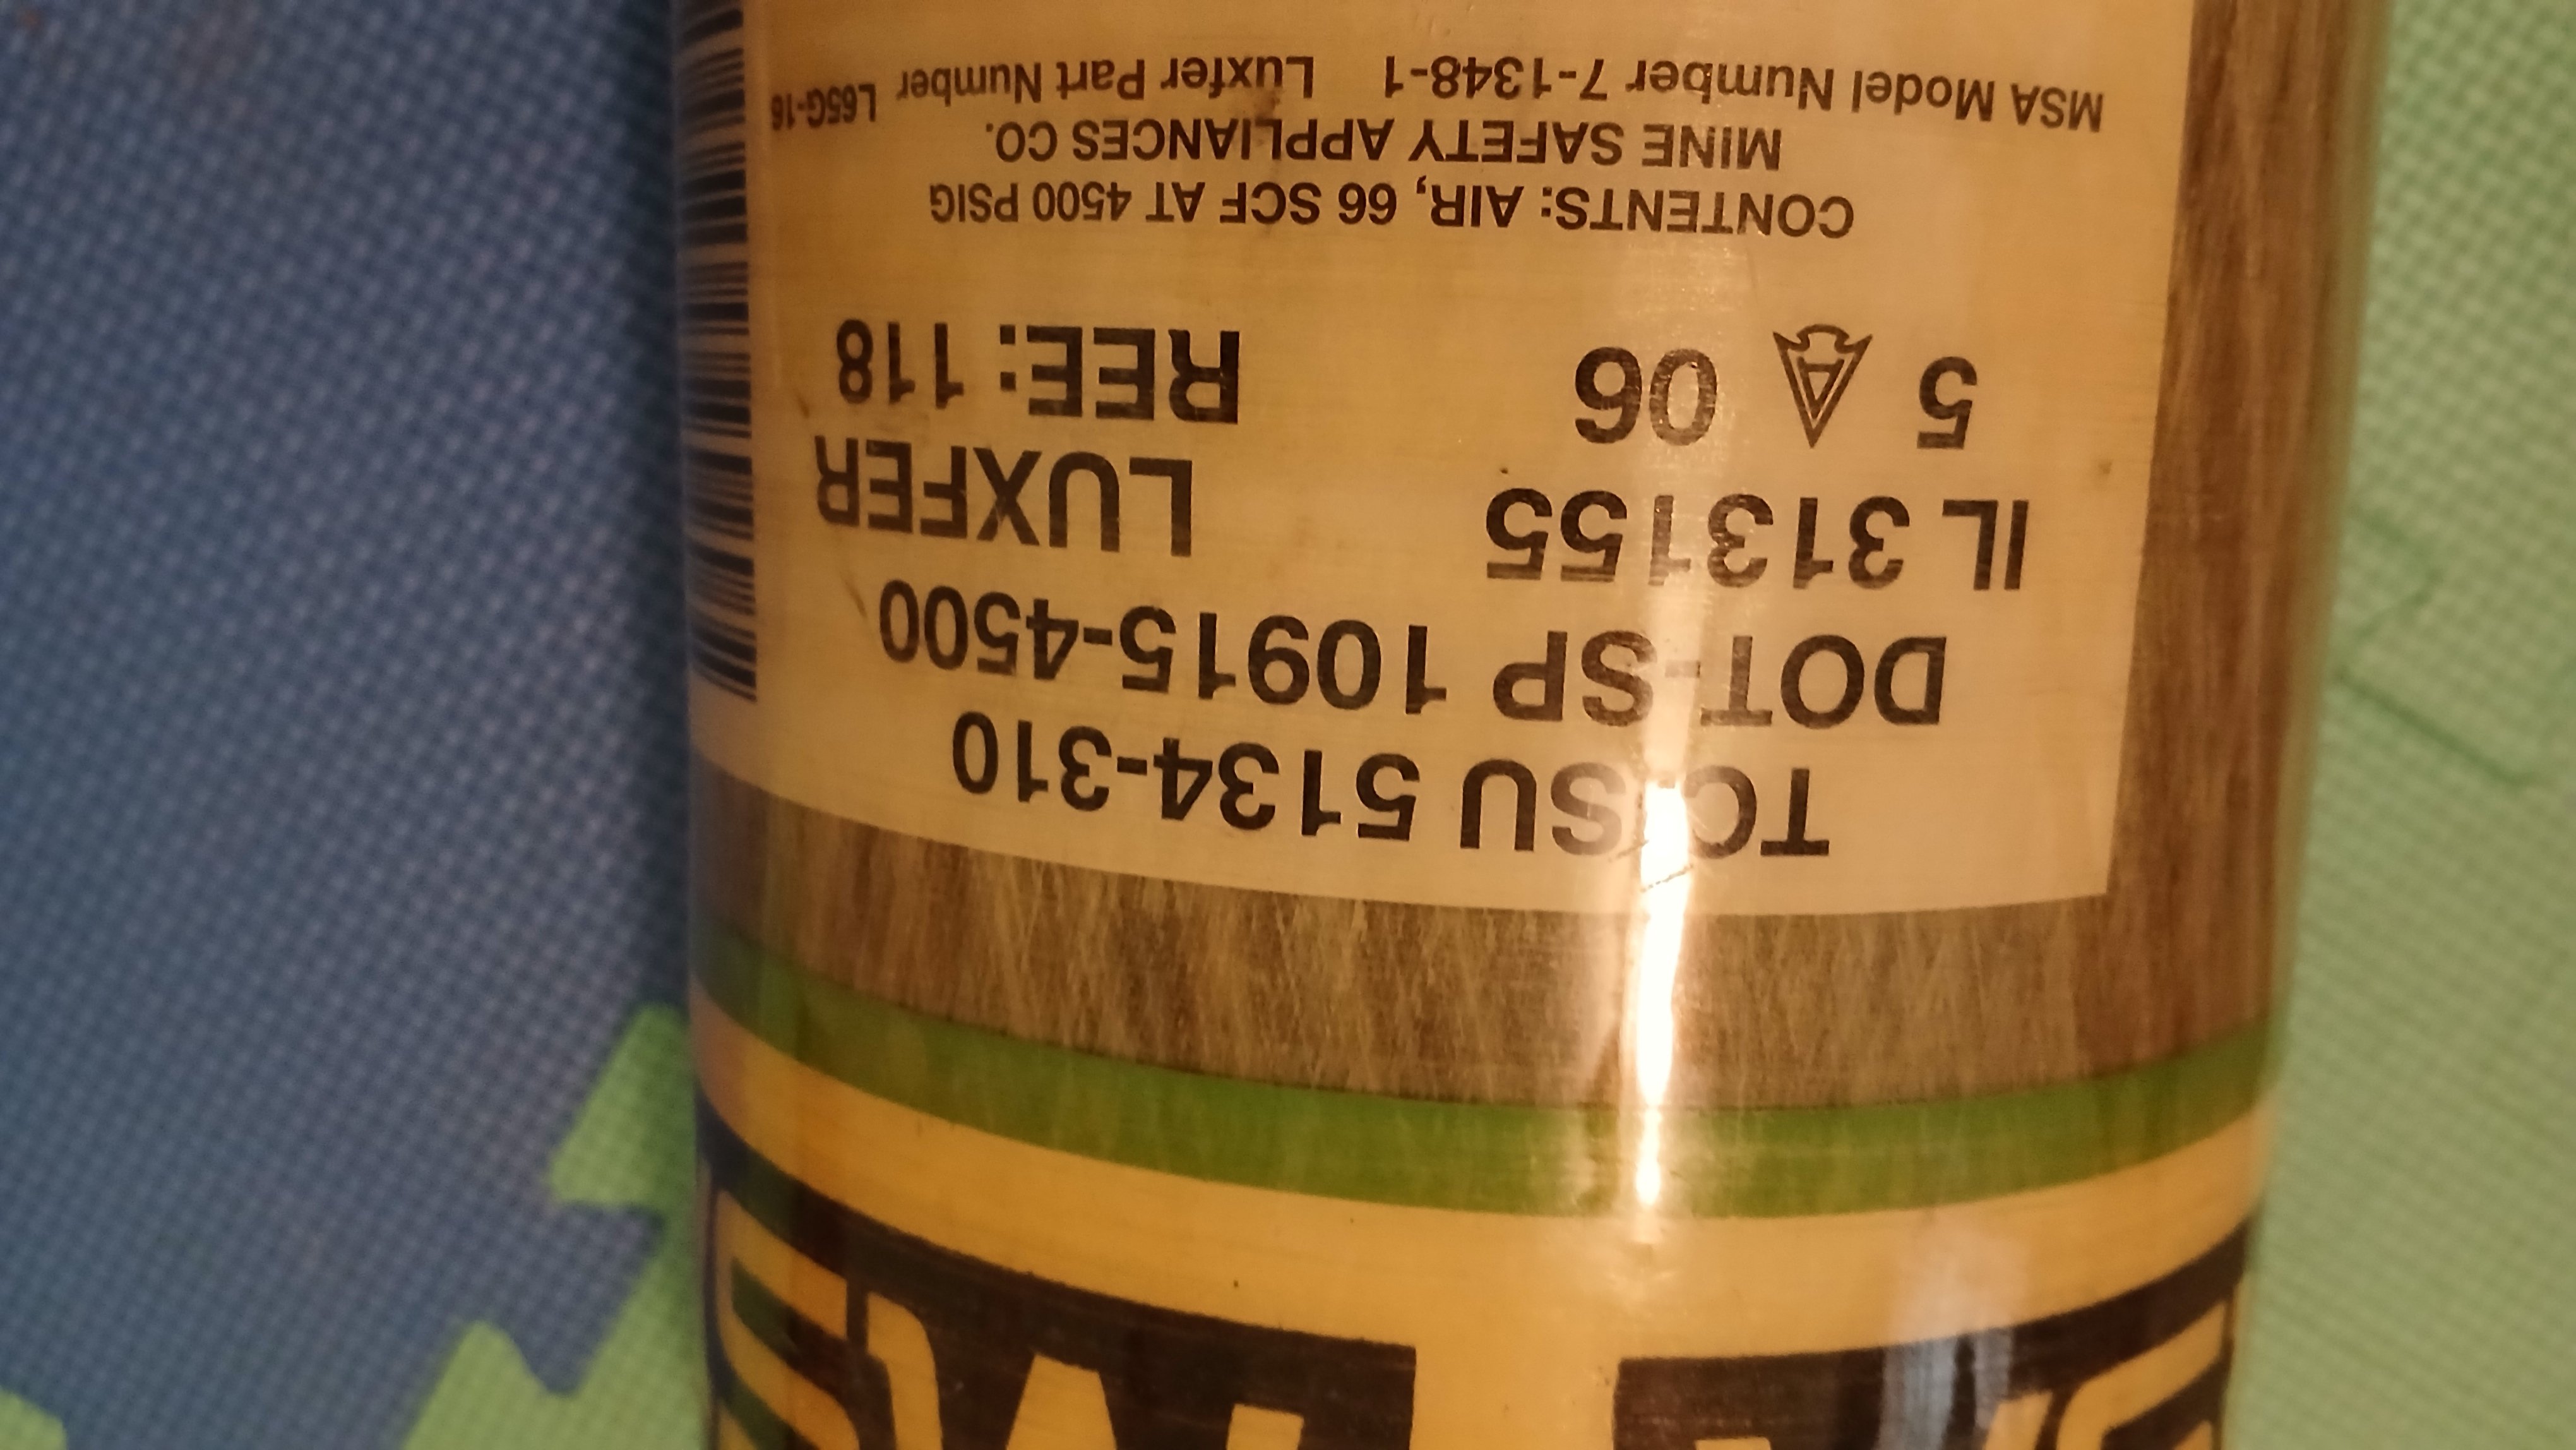 TC-SU 5134-310
DOT-SP 10915-4500
IL 313155 LUXFER
5 A 06 REE: 118
CONTENTS: AIR, 66 SCF AT 4500 PSIG
MINE SAFETY APPLIANCES CO.
MSA Model Number 7-1348-1 Luxfer Part Number L65G-16